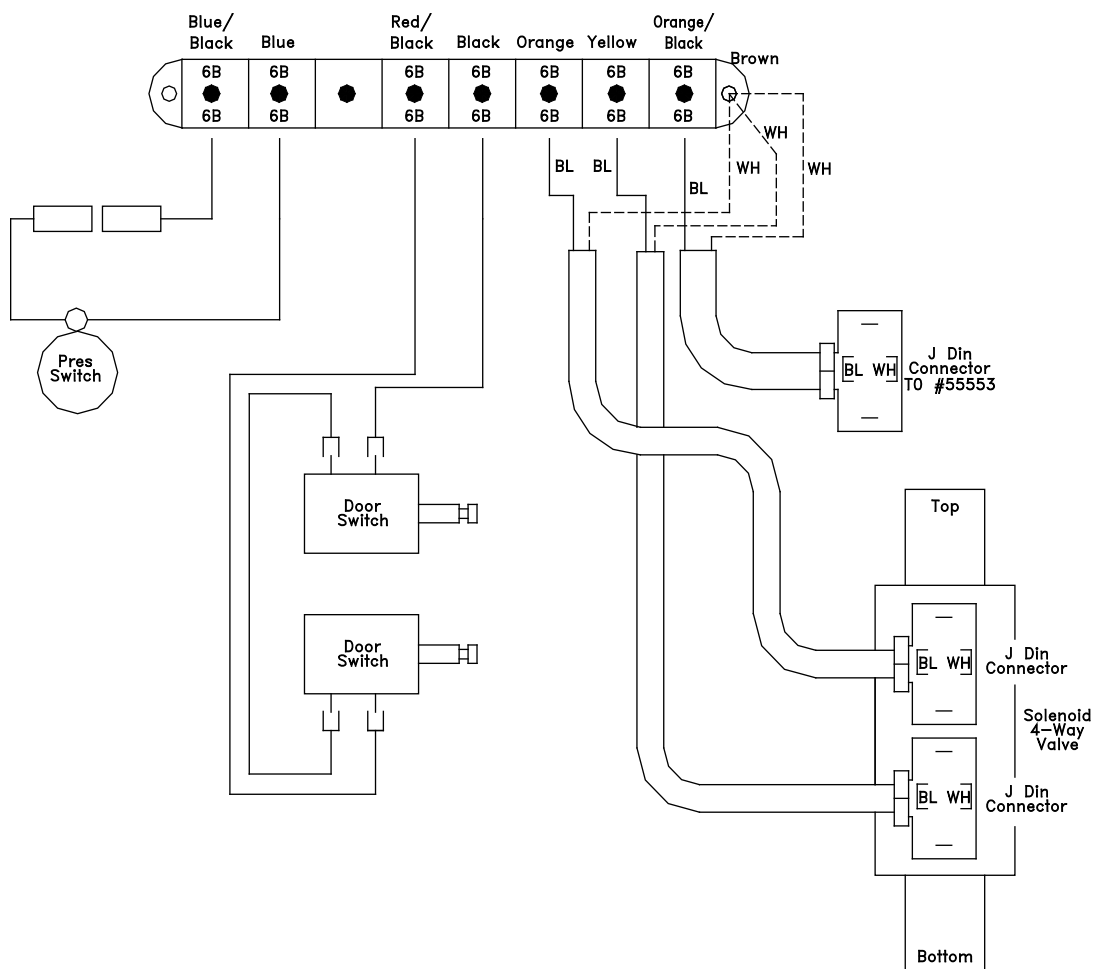 Blue/
Black
Blue
Red/
Black
Black
Orange
Yellow
Orange/
Black
Brown
6B
6B
6B
6B
6B
6B
6B
6B
6B
6B
6B
6B
6B
6B
BL
BL
BL
WH
WH
WH
Pres
Switch
BL WH
J Din
Connector
TO #55553
Door
Switch
Door
Switch
Top
BL WH
J Din
Connector
Solenoid
4-Way
Valve
BL WH
J Din
Connector
Bottom